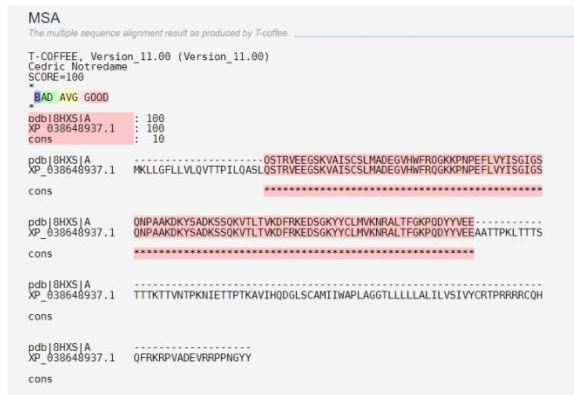 MSA
The multiple sequence alignment result as produced by T-coffee.
T-COFFEE, Version_11.00 (Version_11.00)
Cedric Notredame
SCORE=100
*
BAD AVG GOOD
*
pdb|8HXS|A : 100
XP_038648937.1 : 100
cons : 10
pdb|8HXS|A ---------------------QSTRVEEGSKVAISCSLMADEGVHWFRQGKKPNPEFLVYISGIGS
XP_038648937.1 MKLLGFLLVLQVTTPILQASLQSTRVEEGSKVAISCSLMADEGVHWFRQGKKPNPEFLVYISGIGS
cons *********************************************
pdb|8HXS|A QNPAAKDKYSADKSSQKVTLTVKDFRKEDSGKYYCLMVKNRALTFGKPQDYYVEE-----------
XP_038648937.1 QNPAAKDKYSADKSSQKVTLTVKDFRKEDSGKYYCLMVKNRALTFGKPQDYYVEEAATTPKLTTTS
cons *******************************************************
pdb|8HXS|A ------------------------------------------------------------------
XP_038648937.1 TTTKTTVNTPKNIETTPTKAVIHQDGLSCAMIIWAPLAGGTLLLLLALILVSIVYCRTPRRRRCQH
cons
pdb|8HXS|A -------------------
XP_038648937.1 QFRKRPVADEVRRPPNGYY
cons